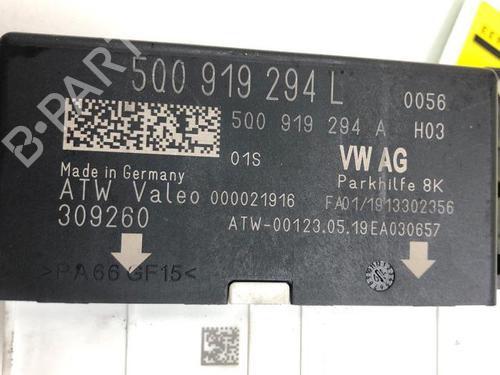 5Q0 919 294 L 0056
5Q0 919 294 A H03
01S VW AG
Made in Germany Parkhilfe 8K
ATW Valeo 000021916 FA01/1913302356
309260 ATW-00123.05.19EA030657
>PA66 GF15<
B-PART